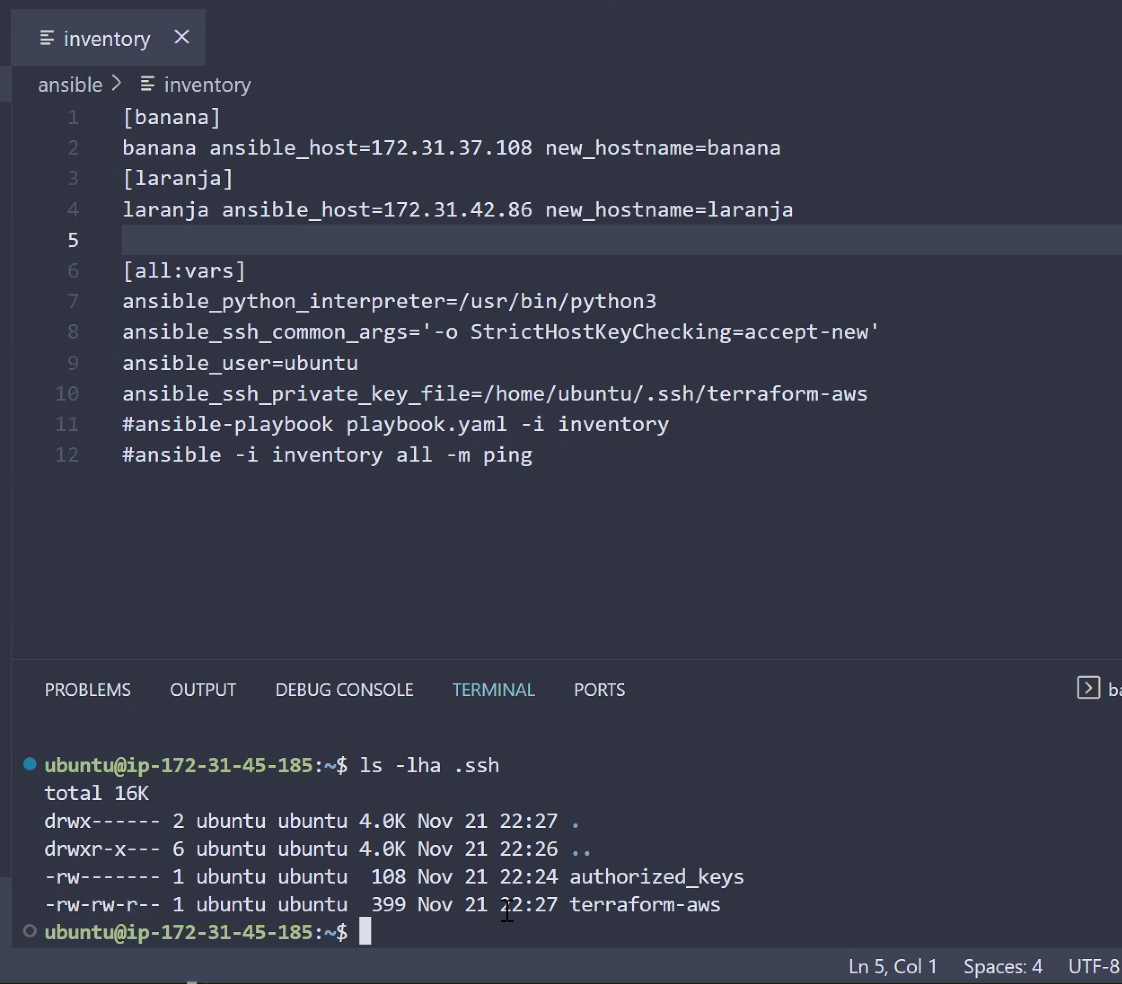 inventory
ansible > inventory
1 [banana]
2 banana ansible_host=172.31.37.108 new_hostname=banana
3 [laranja]
4 laranja ansible_host=172.31.42.86 new_hostname=laranja
5
6 [all:vars]
7 ansible_python_interpreter=/usr/bin/python3
8 ansible_ssh_common_args='-o StrictHostKeyChecking=accept-new'
9 ansible_user=ubuntu
10 ansible_ssh_private_key_file=/home/ubuntu/.ssh/terraform-aws
11 #ansible-playbook playbook.yaml -i inventory
12 #ansible -i inventory all -m ping
PROBLEMS OUTPUT DEBUG CONSOLE TERMINAL PORTS ba
ubuntu@ip-172-31-45-185:~$ ls -lha .ssh
total 16K
drwx------ 2 ubuntu ubuntu 4.0K Nov 21 22:27 .
drwxr-x--- 6 ubuntu ubuntu 4.0K Nov 21 22:26 ..
-rw------- 1 ubuntu ubuntu 108 Nov 21 22:24 authorized_keys
-rw-rw-r-- 1 ubuntu ubuntu 399 Nov 21 22:27 terraform-aws
ubuntu@ip-172-31-45-185:~$
Ln 5, Col 1 Spaces: 4 UTF-8